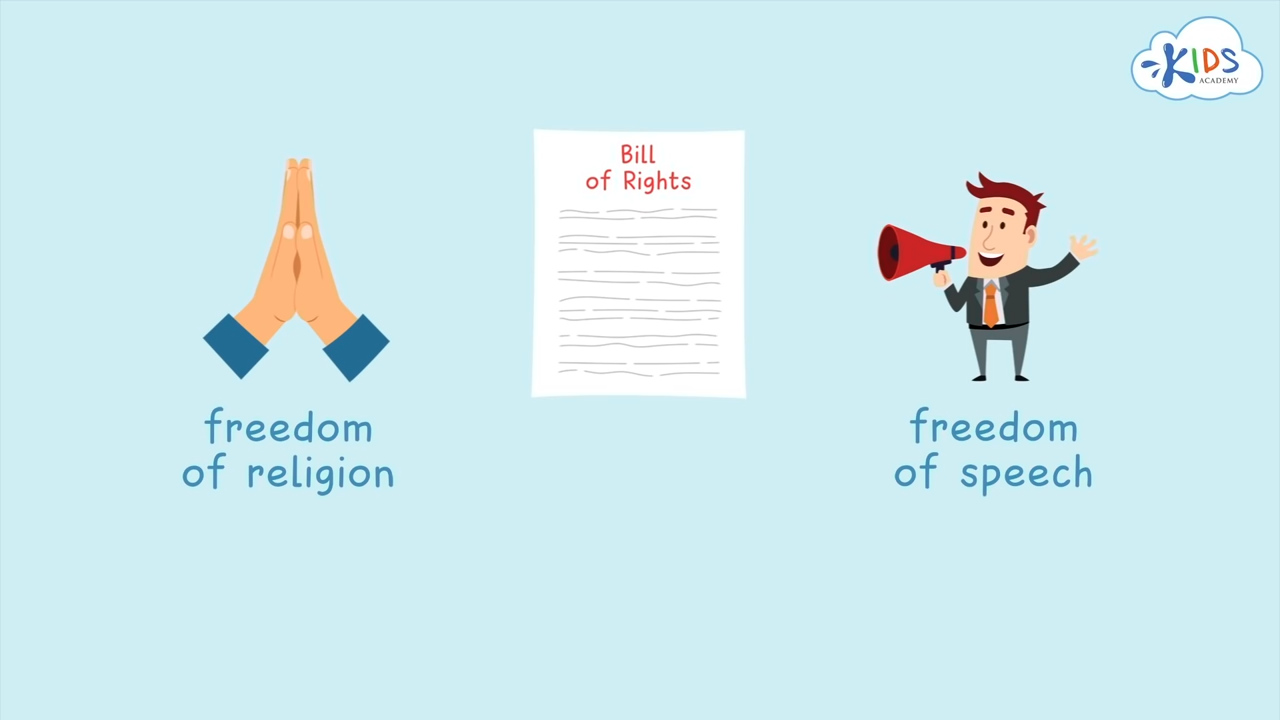 KIDS
ACADEMY
Bill
of Rights
freedom
of religion
freedom
of speech